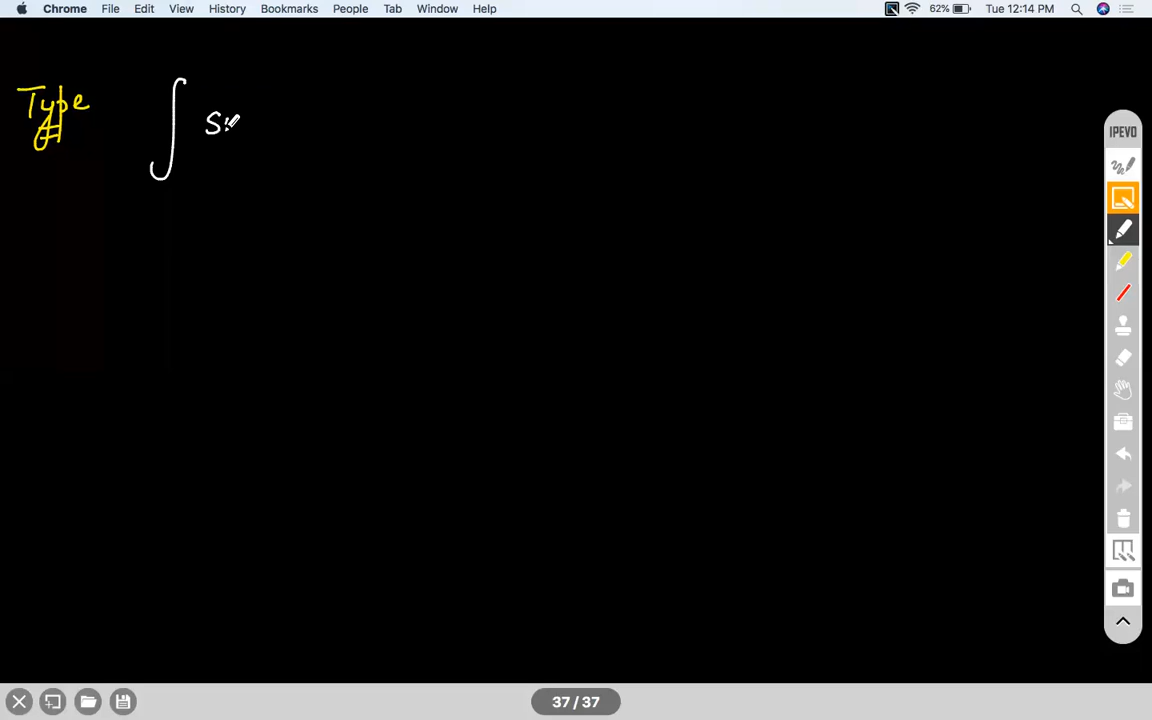 Chrome File Edit View History Bookmarks People Tab Window Help 62% Tue 12:14 PM
Type ∫ si
IPEVO
37 / 37